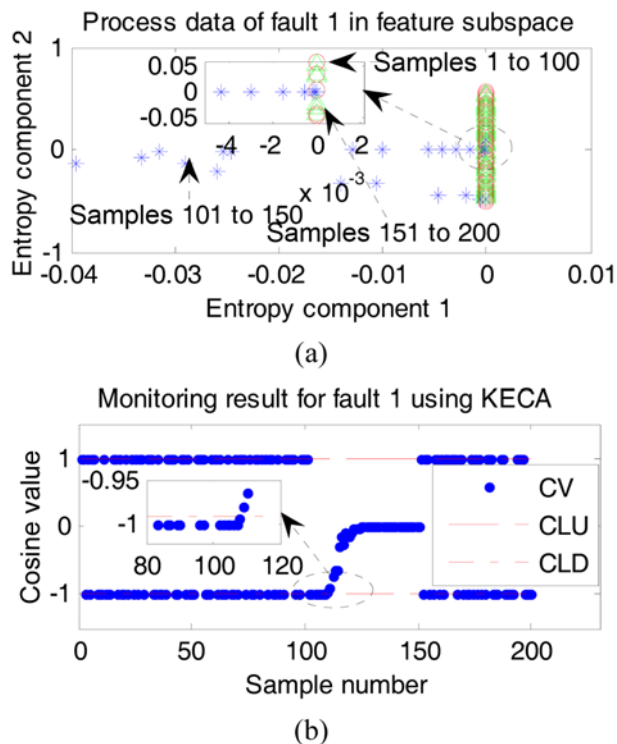 Process data of fault 1 in feature subspace
Entropy component 2
1
0
-1
0.05
0
-0.05
-4 -2 0 2
x 10-3
Samples 1 to 100
Samples 101 to 150
Samples 151 to 200
-0.04 -0.03 -0.02 -0.01 0 0.01
Entropy component 1
(a)
Monitoring result for fault 1 using KECA
Cosine value
1
0
-1
-0.95
-1
80 100 120
CV
CLU
CLD
0 50 100 150 200
Sample number
(b)